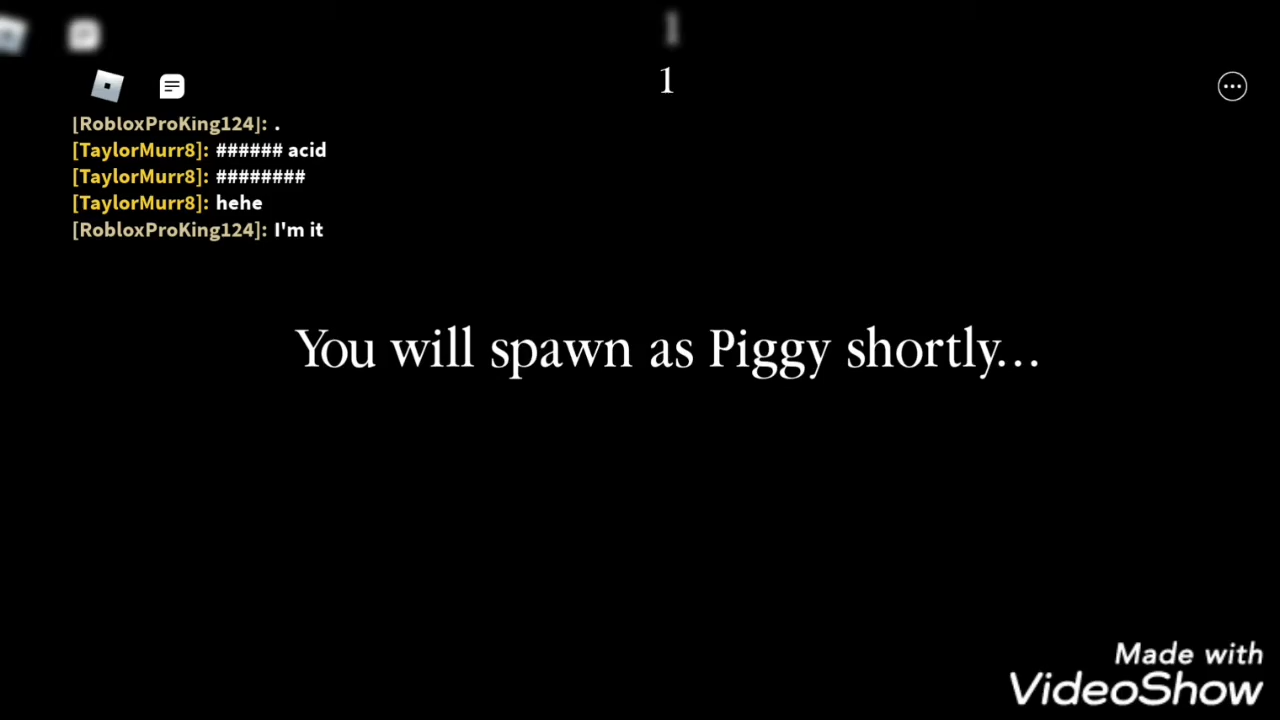 1
[RobloxProKing124]: .
[TaylorMurr8]: ###### acid
[TaylorMurr8]: ########
[TaylorMurr8]: hehe
[RobloxProKing124]: I'm it
You will spawn as Piggy shortly...
Made with
VideoShow